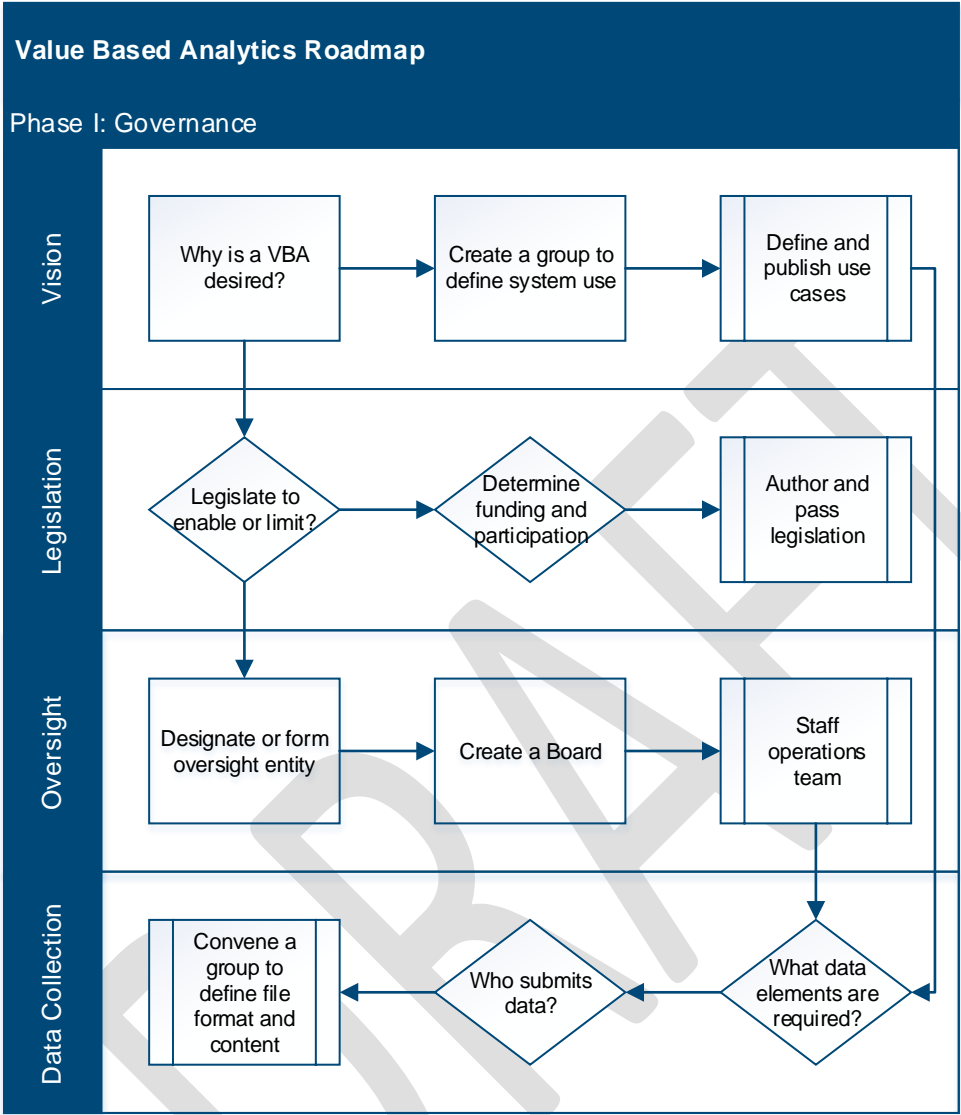 Value Based Analytics Roadmap
Phase I: Governance
Vision
Why is a VBA
desired?
Create a group to
define system use
Define and
publish use
cases
Legislation
Legislate to
enable or limit?
Determine
funding and
participation
Author and
pass
legislation
Oversight
Designate or form
oversight entity
Create a Board
Staff
operations
team
Data Collection
Convene a
group to
define file
format and
content
Who submits
data?
What data
elements are
required?
DRAFT